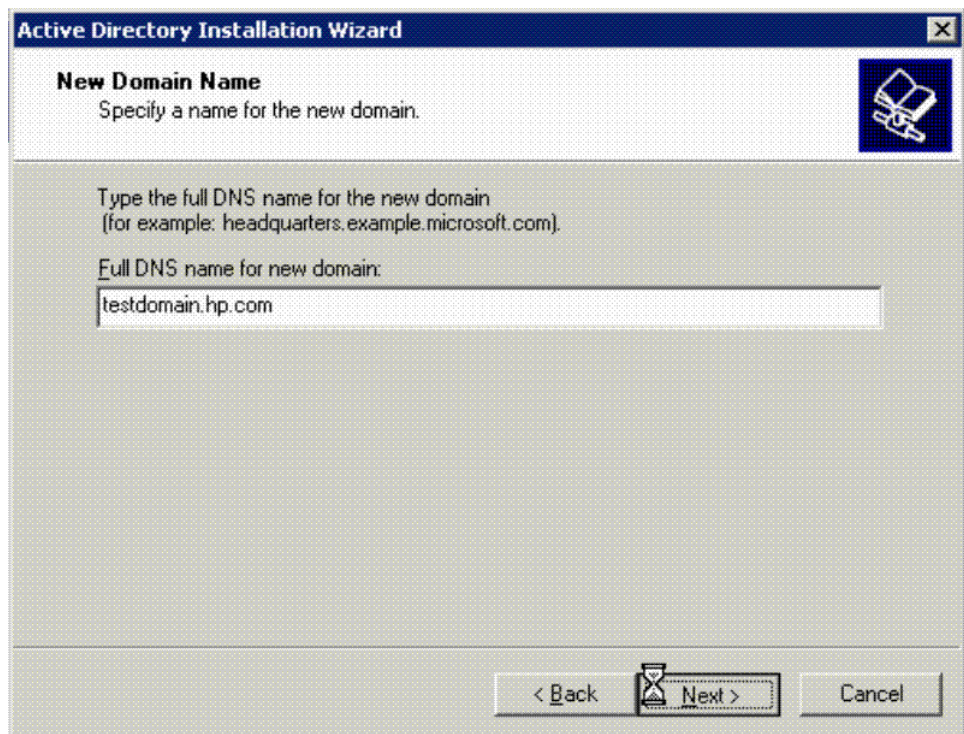 Active Directory Installation Wizard
New Domain Name
Specify a name for the new domain.
Type the full DNS name for the new domain
(for example: headquarters.example.microsoft.com).
Full DNS name for new domain:
testdomain.hp.com
< Back
Next >
Cancel